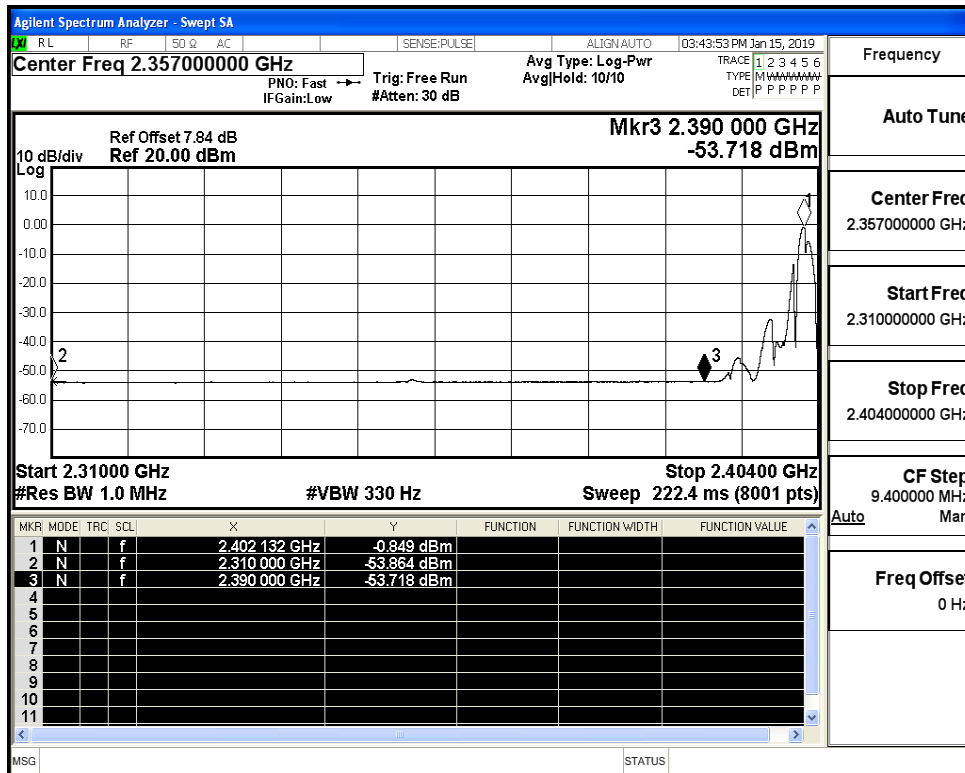 Agilent Spectrum Analyzer - Swept SA
LXI RL RF 50 Ω AC SENSE:PULSE ALIGN AUTO 03:43:53 PM Jan 15, 2019
Center Freq 2.357000000 GHz
PNO: Fast
IFGain:Low
Trig: Free Run
#Atten: 30 dB
Avg Type: Log-Pwr
Avg|Hold: 10/10
TRACE 1 2 3 4 5 6
TYPE M WWWWW
DET P P P P P P
Mkr3 2.390 000 GHz
-53.718 dBm
Ref Offset 7.84 dB
Ref 20.00 dBm
10 dB/div
Log
10.0
0.00
-10.0
-20.0
-30.0
-40.0
-50.0
-60.0
-70.0
2
3
Start 2.31000 GHz
Stop 2.40400 GHz
#Res BW 1.0 MHz
#VBW 330 Hz
Sweep 222.4 ms (8001 pts)
MKR MODE TRC SCL X Y FUNCTION FUNCTION WIDTH FUNCTION VALUE
1 N f 2.402 132 GHz -0.849 dBm
2 N f 2.310 000 GHz -53.864 dBm
3 N f 2.390 000 GHz -53.718 dBm
4
5
6
7
8
9
10
11
MSG
STATUS
Frequency
Auto Tune
Center Freq
2.357000000 GHz
Start Freq
2.310000000 GHz
Stop Freq
2.404000000 GHz
CF Step
9.400000 MHz
Auto Man
Freq Offset
0 Hz